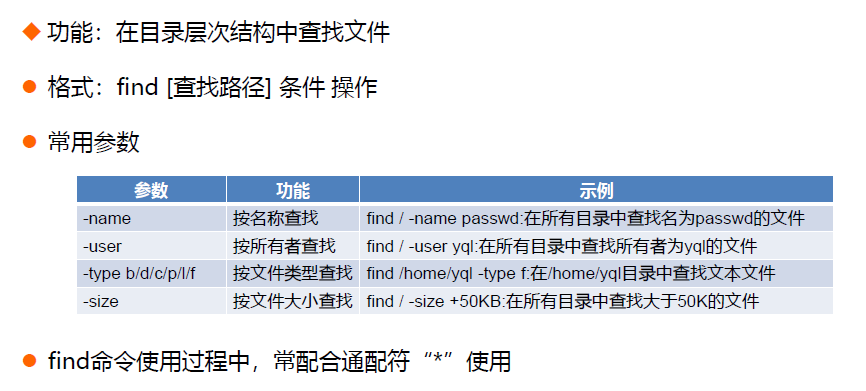 功能：在目录层次结构中查找文件
格式：find [查找路径] 条件 操作
常用参数
参数 功能 示例
-name 按名称查找 find / -name passwd:在所有目录中查找名为passwd的文件
-user 按所有者查找 find / -user yql:在所有目录中查找所有者为yql的文件
-type b/d/c/p/l/f 按文件类型查找 find /home/yql -type f:在/home/yql目录中查找文本文件
-size 按文件大小查找 find / -size +50KB:在所有目录中查找大于50K的文件
find命令使用过程中，常配合通配符“*”使用